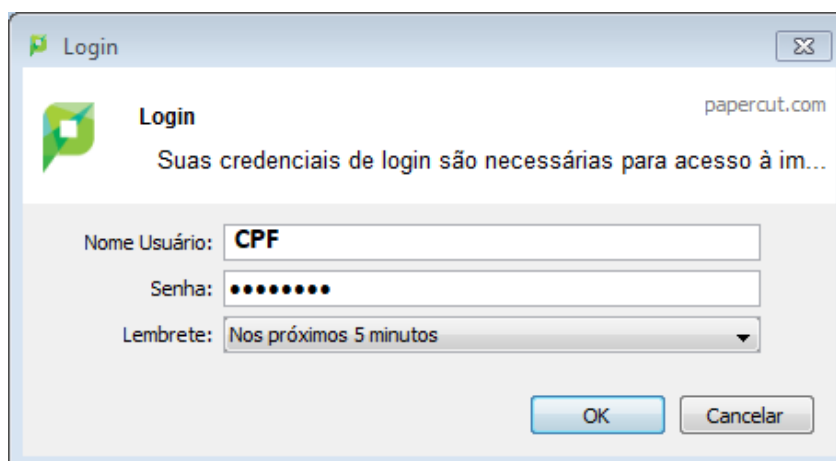 Login
papercut.com
Login
Suas credenciais de login são necessárias para acesso à im...
Nome Usuário: CPF
Senha: ••••••••
Lembrete: Nos próximos 5 minutos
OK Cancelar